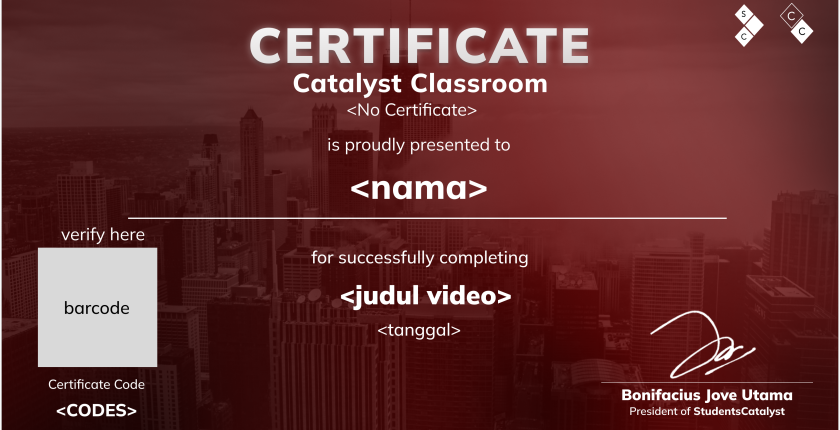 CERTIFICATE
Catalyst Classroom
<No Certificate>
is proudly presented to
<nama>
verify here
for successfully completing
barcode
<judul video>
<tanggal>
Certificate Code
<CODES>
Bonifacius Jove Utama
President of StudentsCatalyst
S
C
C
C